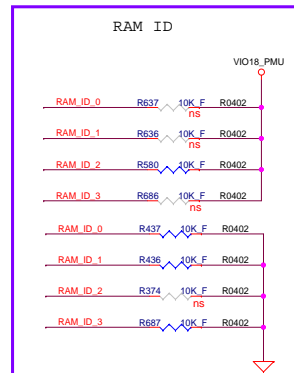 RAM ID
VIO18_PMU
RAM_ID_0 R637 10K_F R0402
ns
RAM_ID_1 R636 10K_F R0402
ns
RAM_ID_2 R580 10K_F R0402
RAM_ID_3 R686 10K_F R0402
ns
RAM_ID_0 R437 10K_F R0402
RAM_ID_1 R436 10K_F R0402
RAM_ID_2 R374 10K_F R0402
ns
RAM_ID_3 R687 10K_F R0402